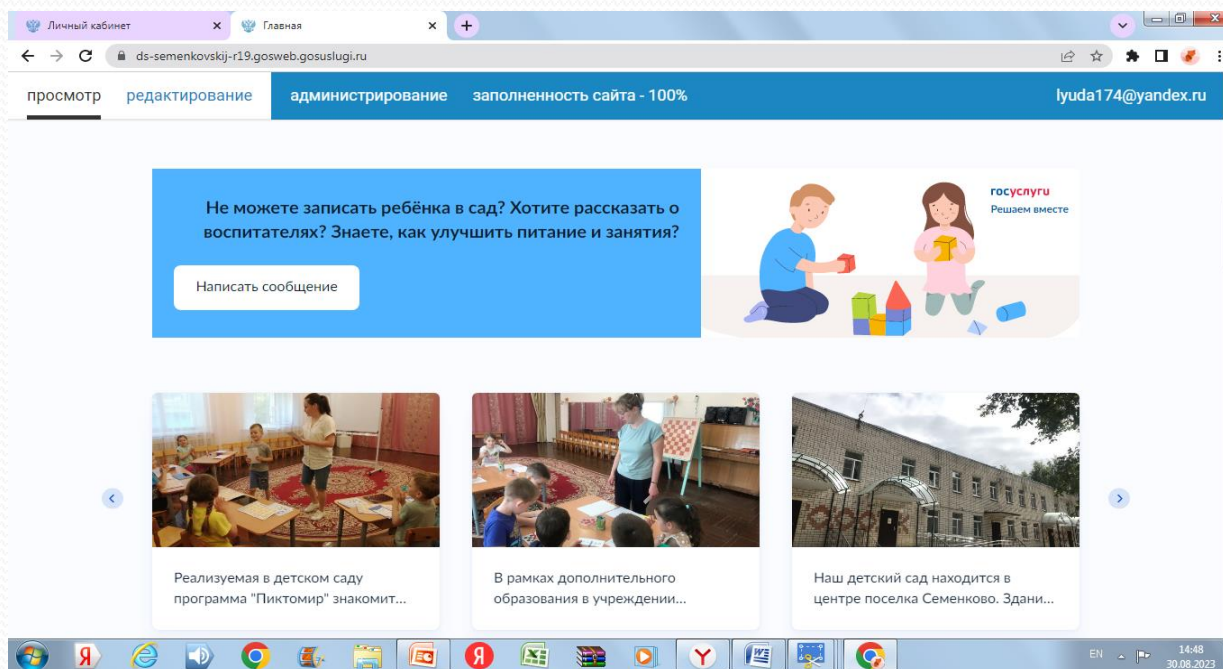 Личный кабинет
Главная
ds-semenkovskij-r19.gosweb.gosuslugi.ru
просмотр редактирование администрирование заполненность сайта - 100% lyuda174@yandex.ru
Не можете записать ребёнка в сад? Хотите рассказать о
воспитателях? Знаете, как улучшить питание и занятия?
Написать сообщение
госуслуги
Решаем вместе
Реализуемая в детском саду
программа "Пиктомир" знакомит...
В рамках дополнительного
образования в учреждении...
Наш детский сад находится в
центре поселка Семенково. Здани...
EN
14:48
30.08.2023